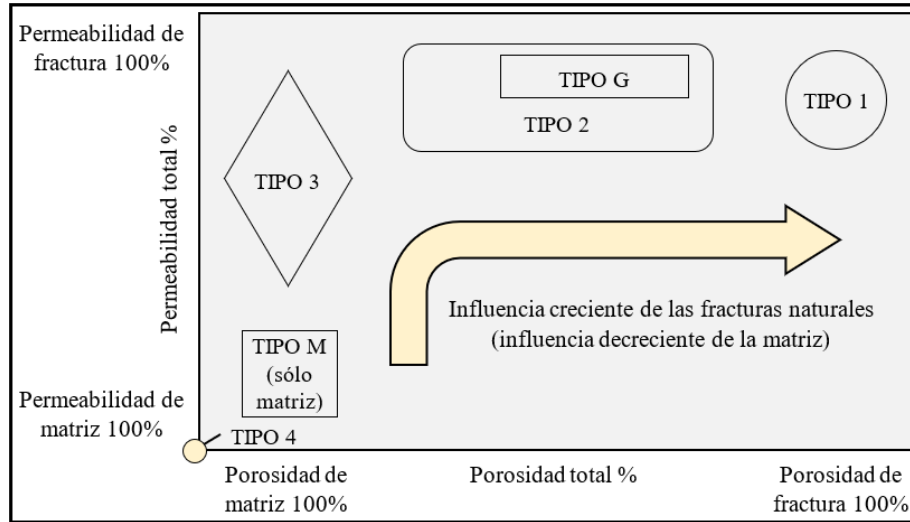 Permeabilidad de
fractura 100%
Permeabilidad total %
Permeabilidad de
matriz 100%
TIPO G
TIPO 2
TIPO 1
TIPO 3
Influencia creciente de las fracturas naturales
(influencia decreciente de la matriz)
TIPO M
(sólo
matriz)
TIPO 4
Porosidad de
matriz 100%
Porosidad total %
Porosidad de
fractura 100%